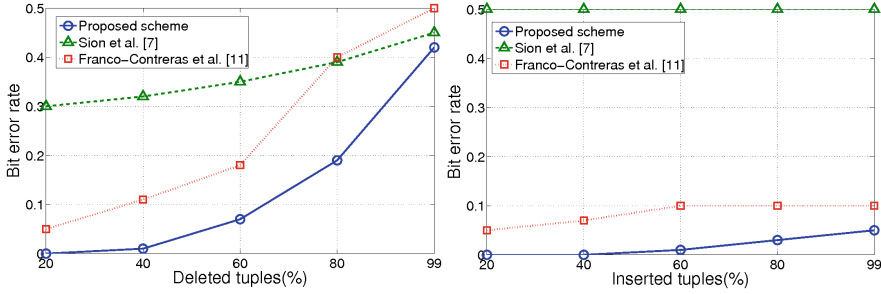 0.5
0.4
0.3
0.2
0.1
0
20
40
60
80
99
Bit error rate
Deleted tuples(%)
Proposed scheme
Sion et al. [7]
Franco−Contreras et al. [11]
0.5
0.4
0.3
0.2
0.1
0
20
40
60
80
99
Bit error rate
Inserted tuples(%)
Proposed scheme
Sion et al. [7]
Franco−Contreras et al. [11]